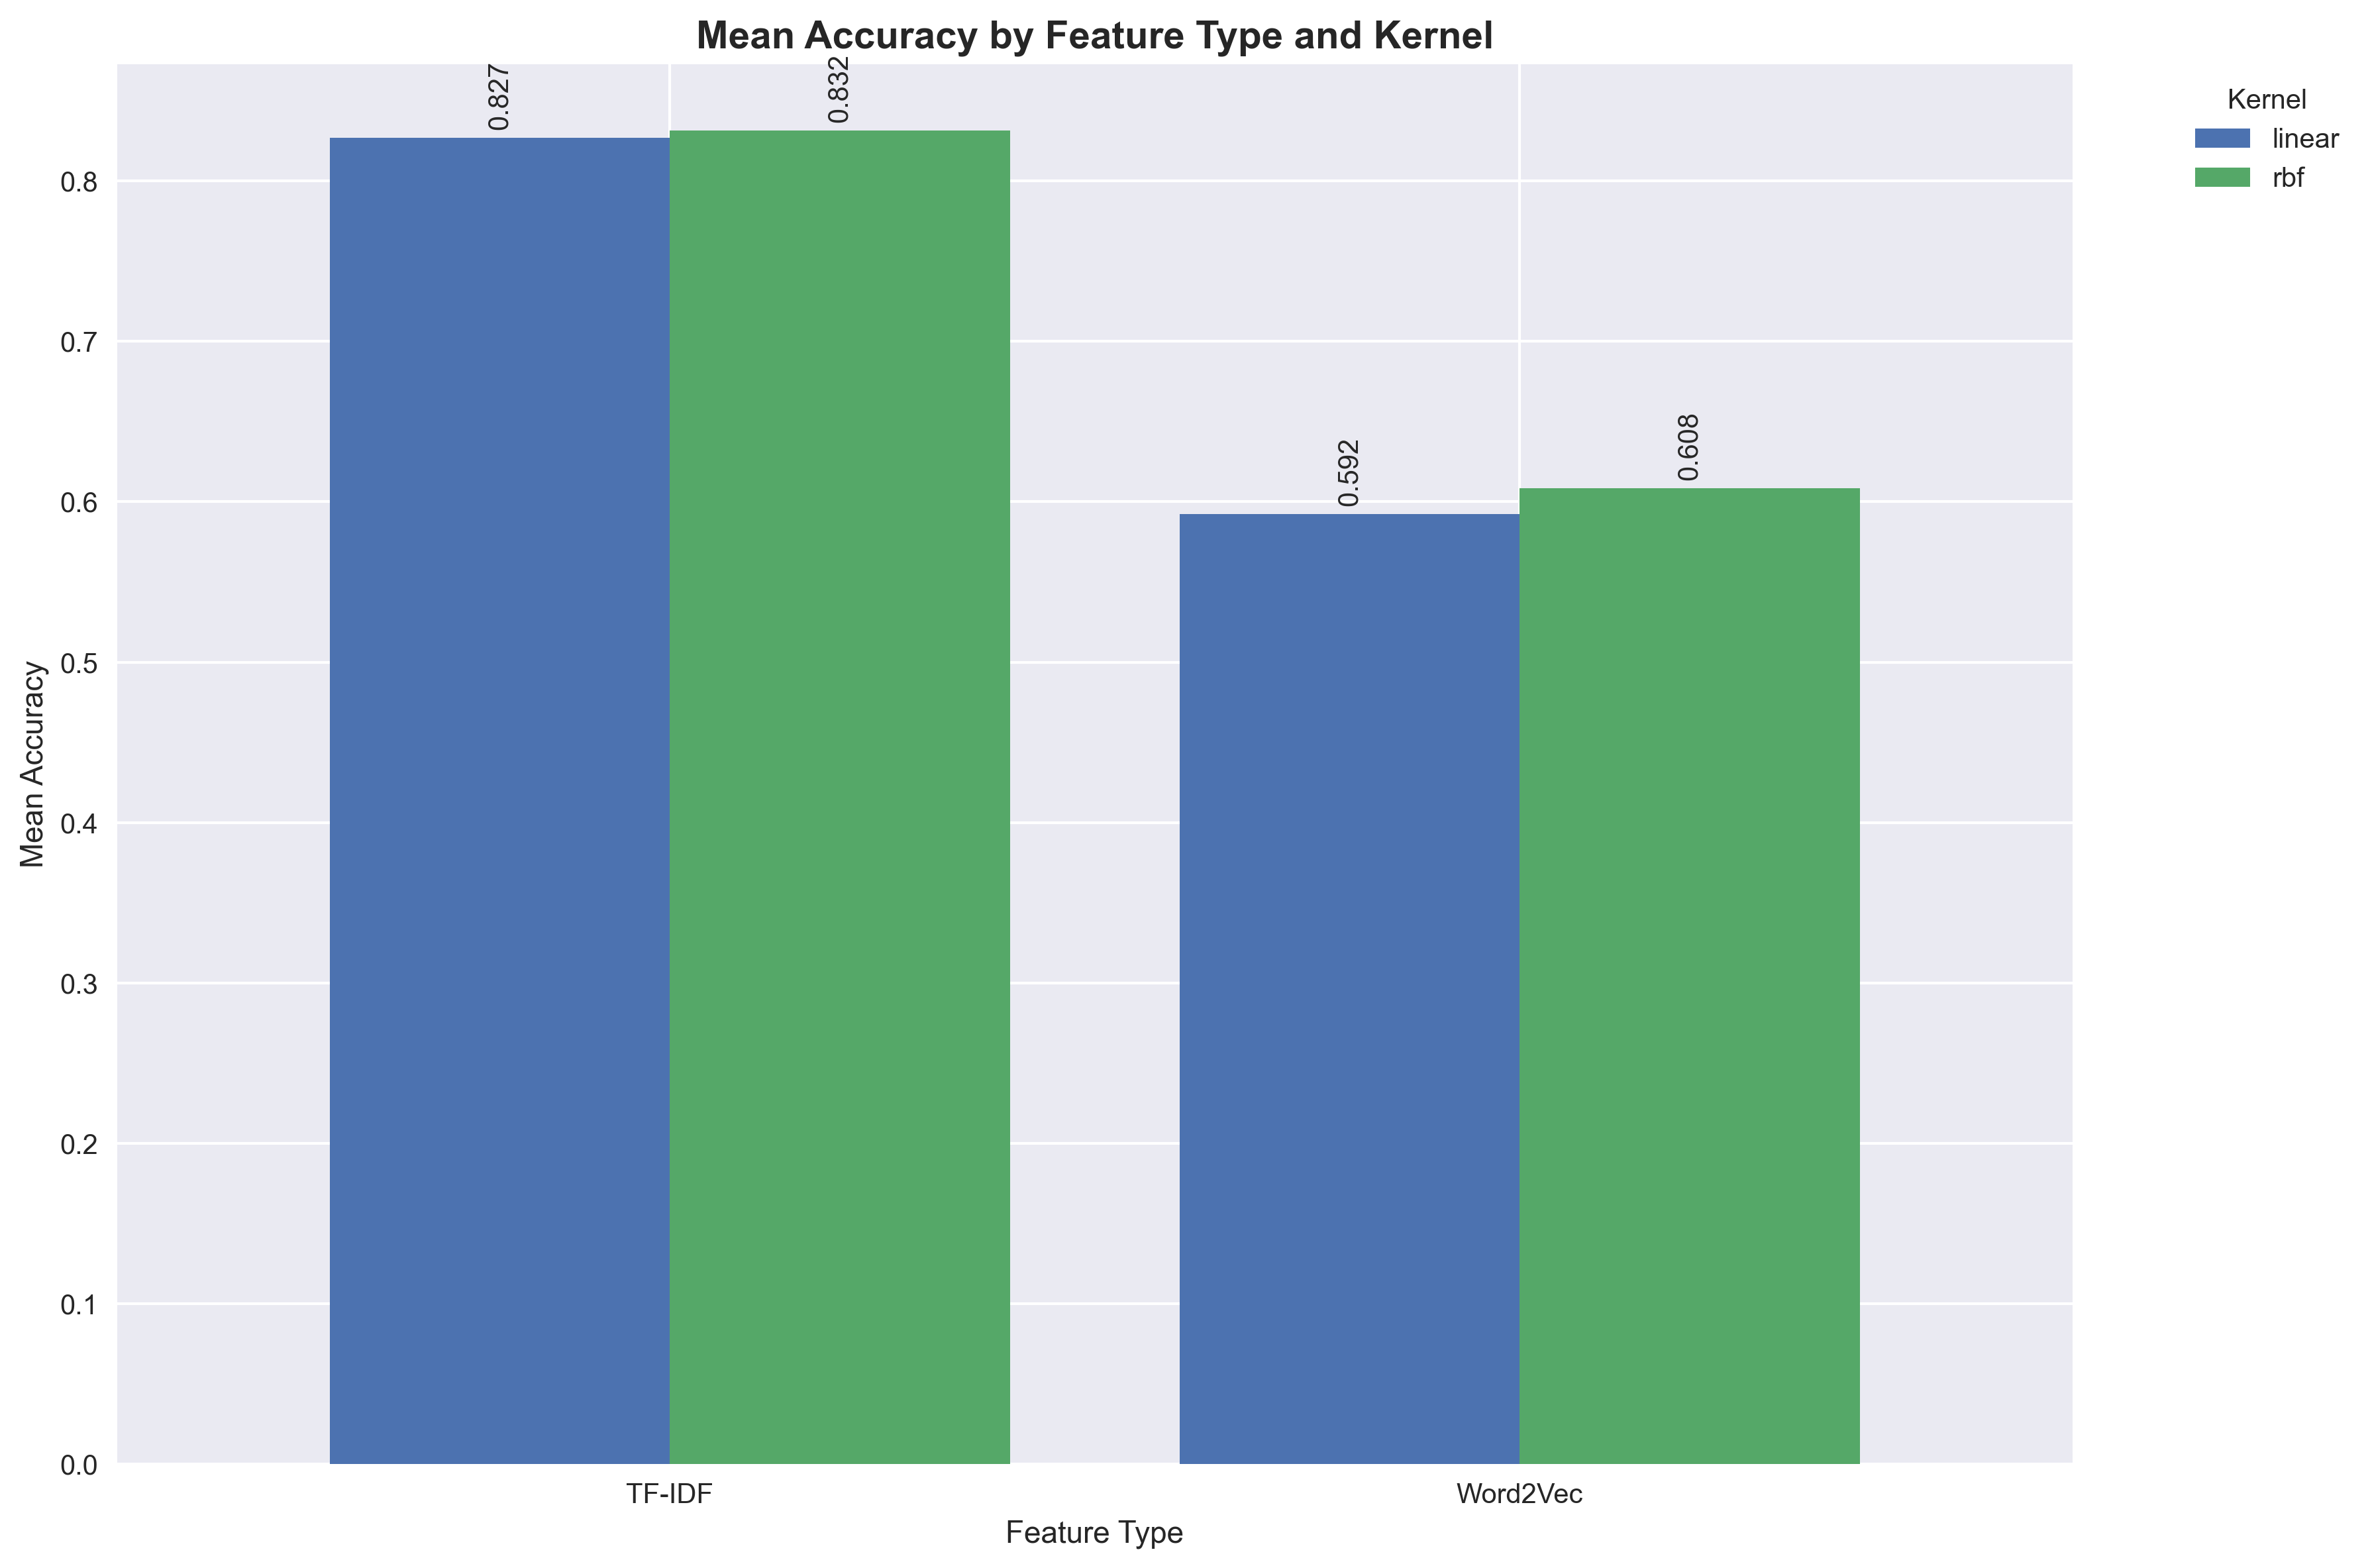 Mean Accuracy by Feature Type and Kernel
0.827
0.832
0.592
0.608
Kernel
linear
rbf
0.8
0.7
0.6
0.5
0.4
0.3
0.2
0.1
0.0
Mean Accuracy
TF-IDF
Word2Vec
Feature Type